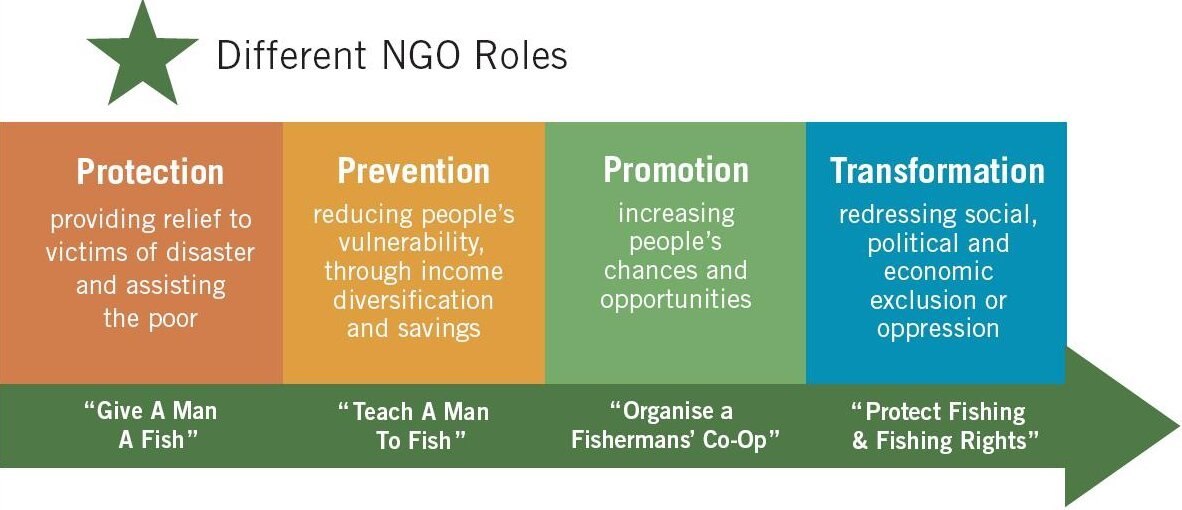 Different NGO Roles
Protection
providing relief to
victims of disaster
and assisting
the poor
Prevention
reducing people's
vulnerability,
through income
diversification
and savings
Promotion
increasing
people's
chances and
opportunities
Transformation
redressing social,
political and
economic
exclusion or
oppression
“Give A Man
A Fish”
“Teach A Man
To Fish”
“Organise a
Fishermans’ Co-Op”
“Protect Fishing
& Fishing Rights”